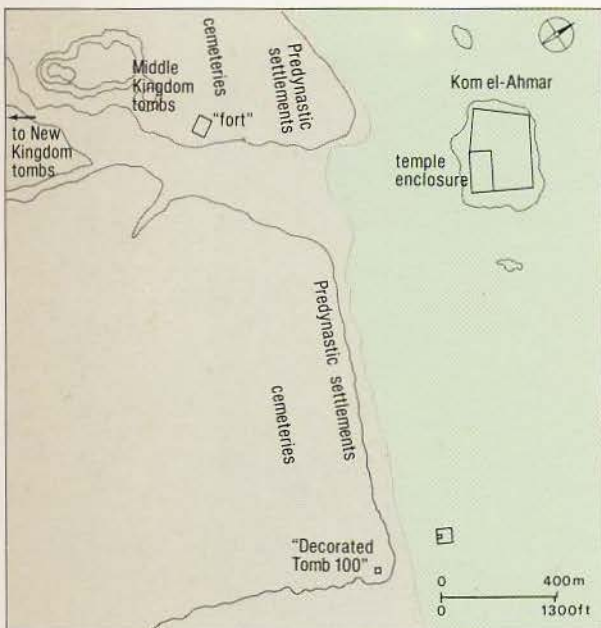 Middle
Kingdom
tombs
cemeteries
Predynastic
settlements
Kom el-Ahmar
"fort"
to New
Kingdom
tombs
temple
enclosure
Predynastic settlements
cemeteries
"Decorated
Tomb 100"
0 400m
0 1300ft